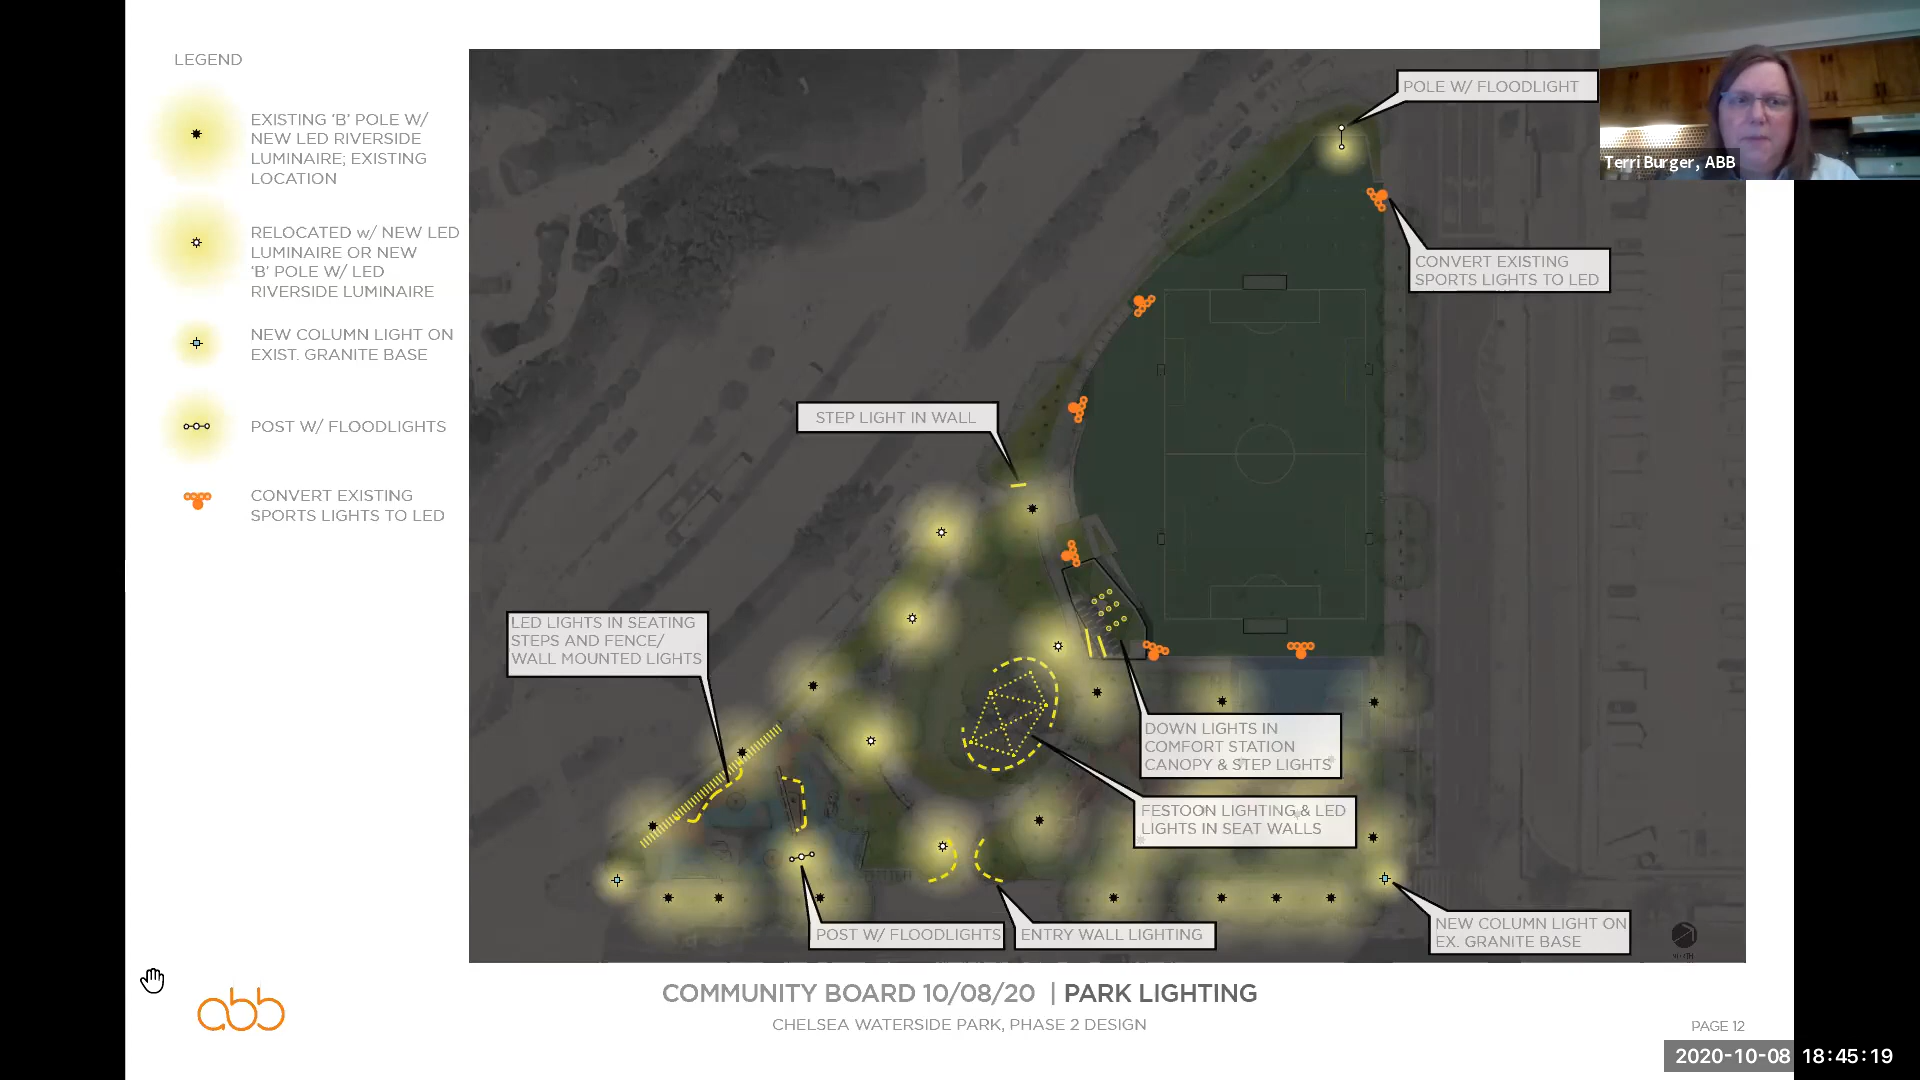 LEGEND
EXISTING ‘B’ POLE W/
NEW LED RIVERSIDE
LUMINAIRE; EXISTING
LOCATION
RELOCATED w/ NEW LED
LUMINAIRE OR NEW
‘B’ POLE W/ LED
RIVERSIDE LUMINAIRE
NEW COLUMN LIGHT ON
EXIST. GRANITE BASE
POST W/ FLOODLIGHTS
CONVERT EXISTING
SPORTS LIGHTS TO LED
POLE W/ FLOODLIGHT
Terri Burger, ABB
CONVERT EXISTING
SPORTS LIGHTS TO LED
STEP LIGHT IN WALL
LED LIGHTS IN SEATING
STEPS AND FENCE/
WALL MOUNTED LIGHTS
DOWN LIGHTS IN
COMFORT STATION
CANOPY & STEP LIGHTS
FESTOON LIGHTING & LED
LIGHTS IN SEAT WALLS
POST W/ FLOODLIGHTS
ENTRY WALL LIGHTING
NEW COLUMN LIGHT ON
EX. GRANITE BASE
abb
COMMUNITY BOARD 10/08/20 | PARK LIGHTING
CHELSEA WATERSIDE PARK, PHASE 2 DESIGN
PAGE 12
2020-10-08 18:45:19